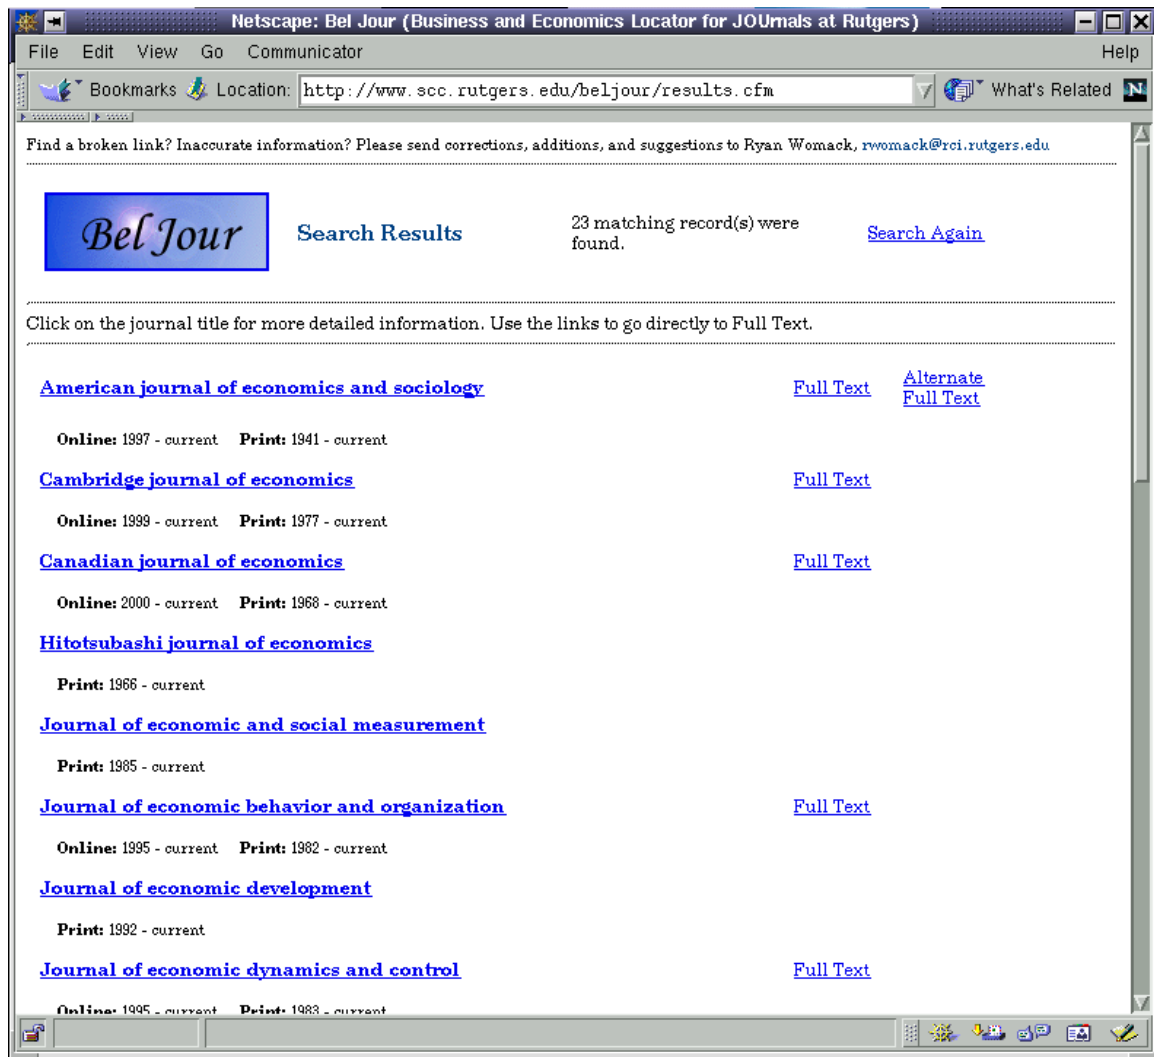 Netscape: Bel Jour (Business and Economics Locator for JOUrnals at Rutgers)
File Edit View Go Communicator Help
Bookmarks Location: http://www.scc.rutgers.edu/beljour/results.cfm What's Related N
Find a broken link? Inaccurate information? Please send corrections, additions, and suggestions to Ryan Womack, rwomack@rci.rutgers.edu
Bel Jour Search Results 23 matching record(s) were
found. Search Again
Click on the journal title for more detailed information. Use the links to go directly to Full Text.
American journal of economics and sociology Full Text Alternate
Full Text
Online: 1997 - current Print: 1941 - current
Cambridge journal of economics Full Text
Online: 1999 - current Print: 1977 - current
Canadian journal of economics Full Text
Online: 2000 - current Print: 1968 - current
Hitotsubashi journal of economics
Print: 1966 - current
Journal of economic and social measurement
Print: 1985 - current
Journal of economic behavior and organization Full Text
Online: 1995 - current Print: 1982 - current
Journal of economic development
Print: 1992 - current
Journal of economic dynamics and control Full Text
Online: 1995 - current Print: 1983 - current